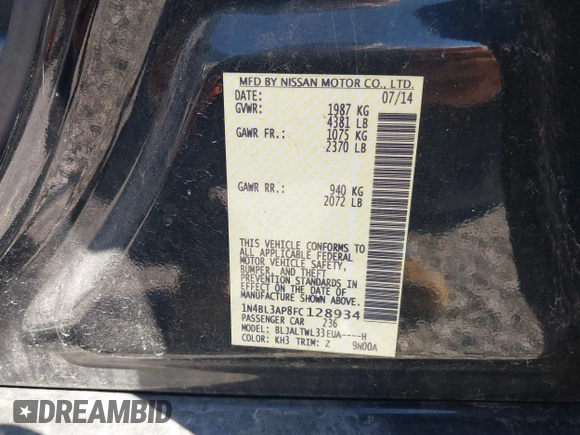 MFD BY NISSAN MOTOR CO., LTD.
DATE: 07/14
GVWR: 1987 KG
4381 LB
GAWR FR.: 1075 KG
2370 LB
GAWR RR.: 940 KG
2072 LB
THIS VEHICLE CONFORMS TO
ALL APPLICABLE FEDERAL
MOTOR VEHICLE SAFETY,
BUMPER, AND THEFT
PREVENTION STANDARDS
IN EFFECT ON THE DATE OF
MANUFACTURE SHOWN ABOVE.
1N4BL3AP8FC128934
PASSENGER CAR 236
MODEL: BLJALTWL33EUA----H
COLOR: KH3 TRIM: Z 9N00A
DREAMBID